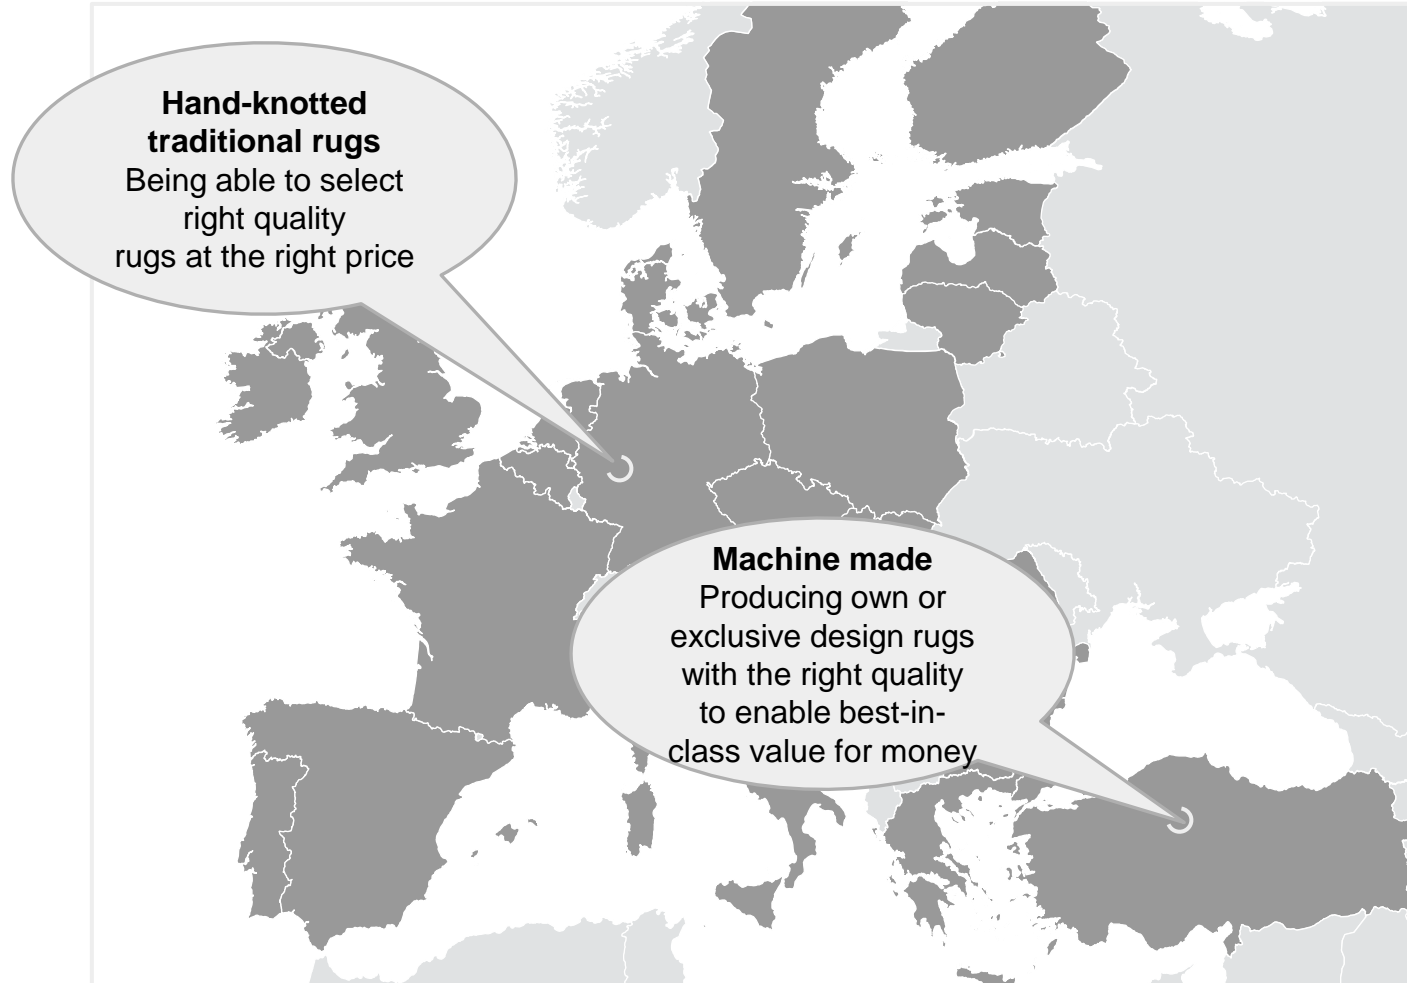 Hand-knotted
traditional rugs
Being able to select
right quality
rugs at the right price
Machine made
Producing own or
exclusive design rugs
with the right quality
to enable best-in-
class value for money